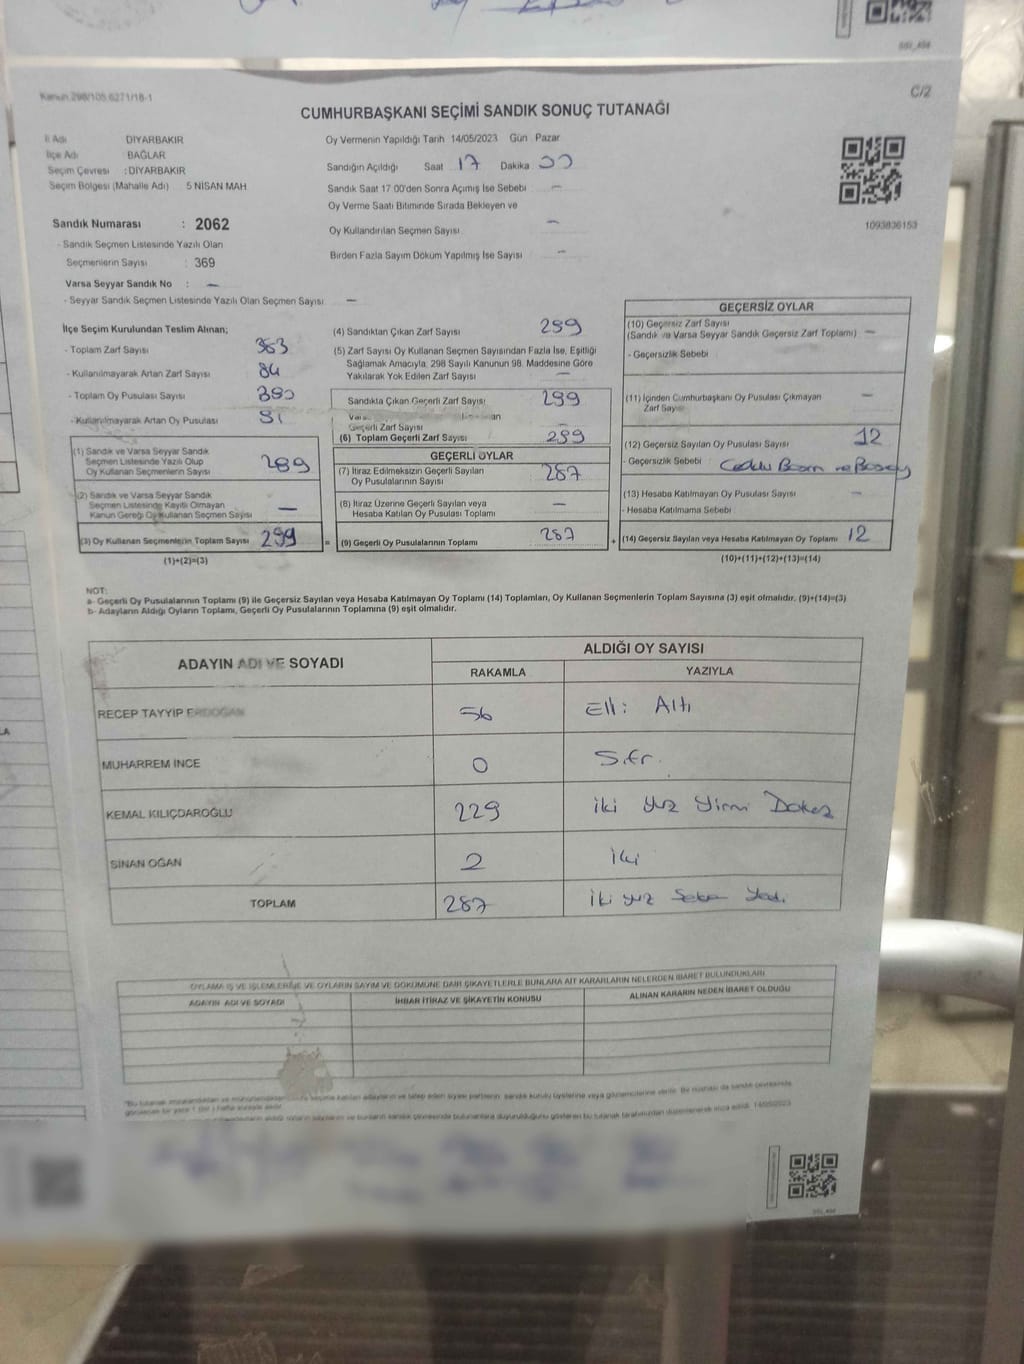 Kanun 298/105.6271/18-1
C/2
CUMHURBAŞKANI SEÇİMİ SANDIK SONUÇ TUTANAĞI
İl Adı DİYARBAKIR
İlçe Adı BAĞLAR
Seçim Çevresi : DİYARBAKIR
Seçim Bölgesi (Mahalle Adı) 5 NİSAN MAH
Sandık Numarası : 2062
- Sandık Seçmen Listesinde Yazılı Olan
Seçmenlerin Sayısı : 369
Varsa Seyyar Sandık No : –
- Seyyar Sandık Seçmen Listesinde Yazılı Olan Seçmen Sayısı –
Oy Vermenin Yapıldığı Tarih 14/05/2023 Gün Pazar
Sandığın Açıldığı Saat 17 Dakika 00
Sandık Saat 17:00'den Sonra Açımış İse Sebebi –
Oy Verme Saati Bitiminde Sırada Bekleyen ve
Oy Kullandırılan Seçmen Sayısı –
Birden Fazla Sayım Döküm Yapılmış İse Sayısı –
1093836153
İlçe Seçim Kurulundan Teslim Alınan;
- Toplam Zarf Sayısı 383
- Kullanılmayarak Artan Zarf Sayısı 84
- Toplam Oy Pusulası Sayısı 380
- Kullanılmayarak Artan Oy Pusulası 81
(1) Sandık ve Varsa Seyyar Sandık
Seçmen Listesinde Yazılı Olup
Oy Kullanan Seçmenlerin Sayısı 299
(2) Sandık ve Varsa Seyyar Sandık
Seçmen Listesinde Kayıtlı Olmayan
Kanun Gereği Oy Kullanan Seçmen Sayısı –
(3) Oy Kullanan Seçmenlerin Toplam Sayısı 299
(1)+(2)=(3)
(4) Sandıktan Çıkan Zarf Sayısı 299
(5) Zarf Sayısı Oy Kullanan Seçmen Sayısından Fazla İse, Eşitliği
Sağlamak Amacıyla, 298 Sayılı Kanunun 98. Maddesine Göre
Yakılarak Yok Edilen Zarf Sayısı –
Sandıkta Çıkan Geçerli Zarf Sayısı 299
Geçerli Zarf Sayısı
(6) Toplam Geçerli Zarf Sayısı 299
GEÇERLİ OYLAR
(7) İtiraz Edilmeksizin Geçerli Sayılan
Oy Pusulalarının Sayısı 287
(8) İtiraz Üzerine Geçerli Sayılan veya
Hesaba Katılan Oy Pusulası Toplamı –
= (9) Geçerli Oy Pusulalarının Toplamı 287 +
GEÇERSİZ OYLAR
(10) Geçersiz Zarf Sayısı
(Sandık ve Varsa Seyyar Sandık Geçersiz Zarf Toplamı) –
- Geçersizlik Sebebi
(11) İçinden Cumhurbaşkanı Oy Pusulası Çıkmayan
Zarf Sayısı –
(12) Geçersiz Sayılan Oy Pusulası Sayısı 12
- Geçersizlik Sebebi
(13) Hesaba Katılmayan Oy Pusulası Sayısı –
- Hesaba Katılmama Sebebi
(14) Geçersiz Sayılan veya Hesaba Katılmayan Oy Toplamı 12
(10)+(11)+(12)+(13)=(14)
NOT:
a- Geçerli Oy Pusulalarının Toplamı (9) ile Geçersiz Sayılan veya Hesaba Katılmayan Oy Toplamı (14) Toplamları, Oy Kullanan Seçmenlerin Toplam Sayısına (3) eşit olmalıdır. (9)+(14)=(3)
b- Adayların Aldığı Oyların Toplamı, Geçerli Oy Pusulalarının Toplamına (9) eşit olmalıdır.
ADAYIN ADI VE SOYADI ALDIĞI OY SAYISI
RAKAMLA YAZIYLA
RECEP TAYYİP ERDOĞAN 56 Elli Altı
MUHARREM İNCE 0 Sıfır
KEMAL KILIÇDAROĞLU 229 iki yüz Yirmi Dokuz
SİNAN OĞAN 2 İki
TOPLAM 287 İki yüz Seksen Yedi
OYLAMA İŞ VE İŞLEMLERİNE VE OYLARIN SAYIM VE DÖKÜMÜNE DAİR ŞİKAYETLERLE BUNLARA AİT KARARLARIN NELERDEN İBARET BULUNDUKLARI
ADAYIN ADI VE SOYADI İHBAR İTİRAZ VE ŞİKAYETİN KONUSU ALINAN KARARIN NEDEN İBARET OLDUĞU